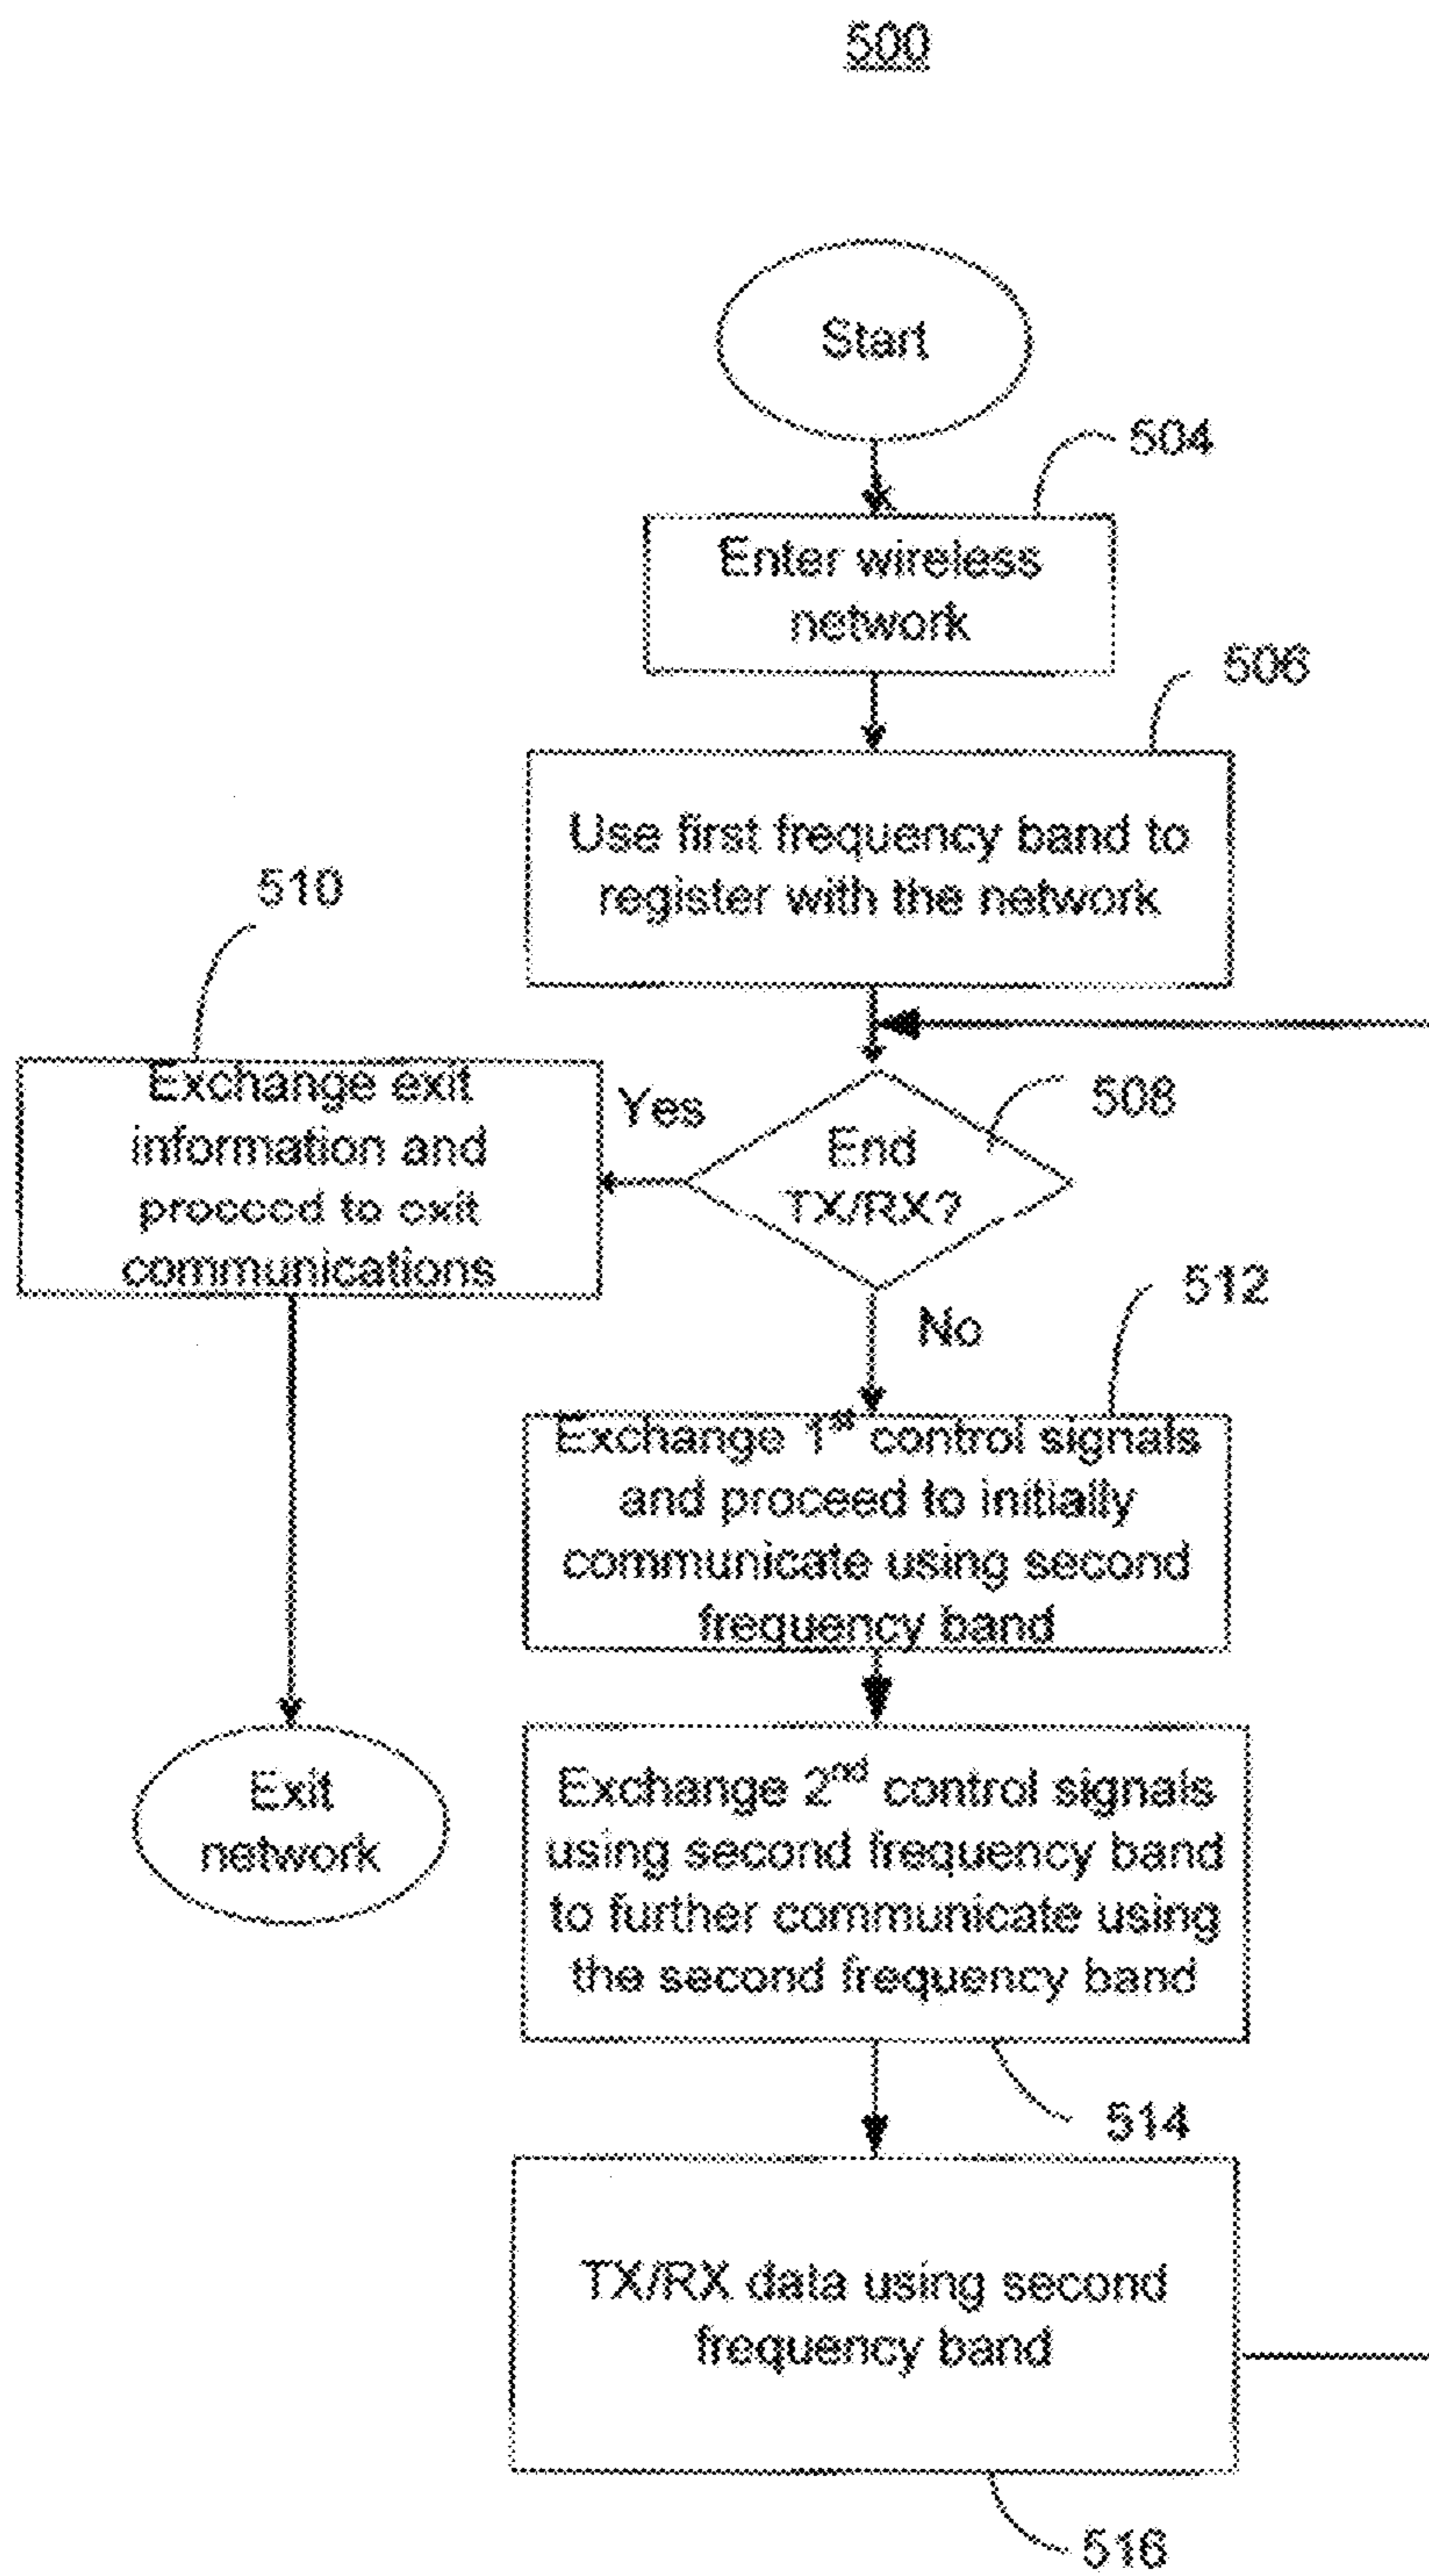 500
Start
504
Enter wireless
network
506
Use first frequency band to
register with the network
510
Exchange exit
information and
proceed to exit
communications
Yes
508
End
TX/RX?
512
No
Exchange 1st control signals
and proceed to initially
communicate using second
frequency band
Exit
network
Exchange 2nd control signals
using second frequency band
to further communicate using
the second frequency band
514
TX/RX data using second
frequency band
516